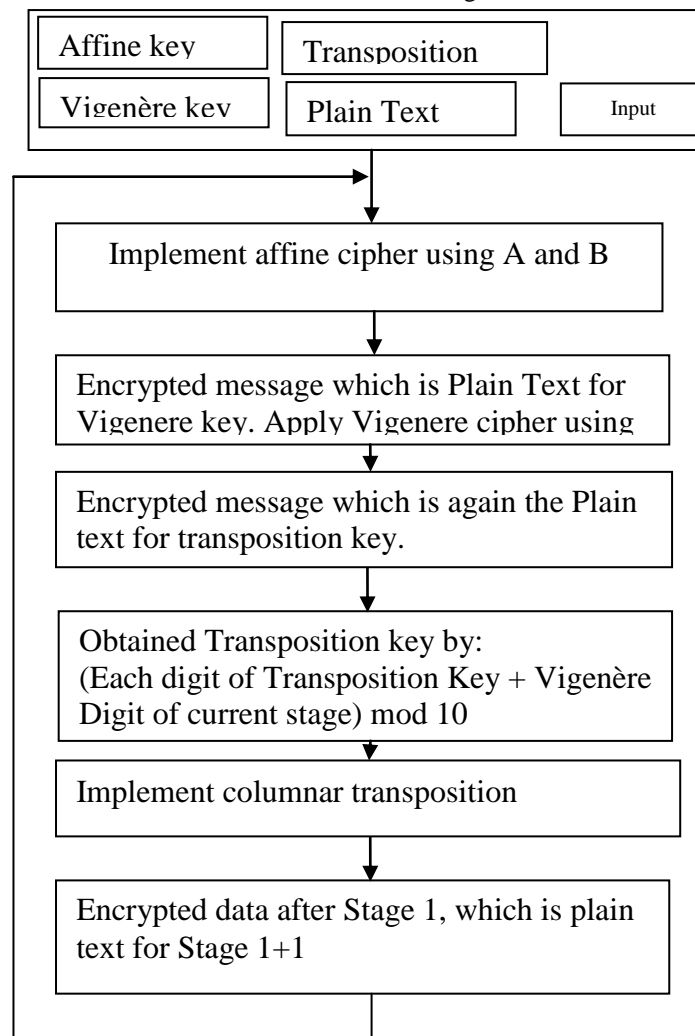 Affine key
Transposition
Vigenère key
Plain Text
Input
Implement affine cipher using A and B
Encrypted message which is Plain Text for
Vigenere key. Apply Vigenere cipher using
Encrypted message which is again the Plain
text for transposition key.
Obtained Transposition key by:
(Each digit of Transposition Key + Vigenère
Digit of current stage) mod 10
Implement columnar transposition
Encrypted data after Stage 1, which is plain
text for Stage 1+1